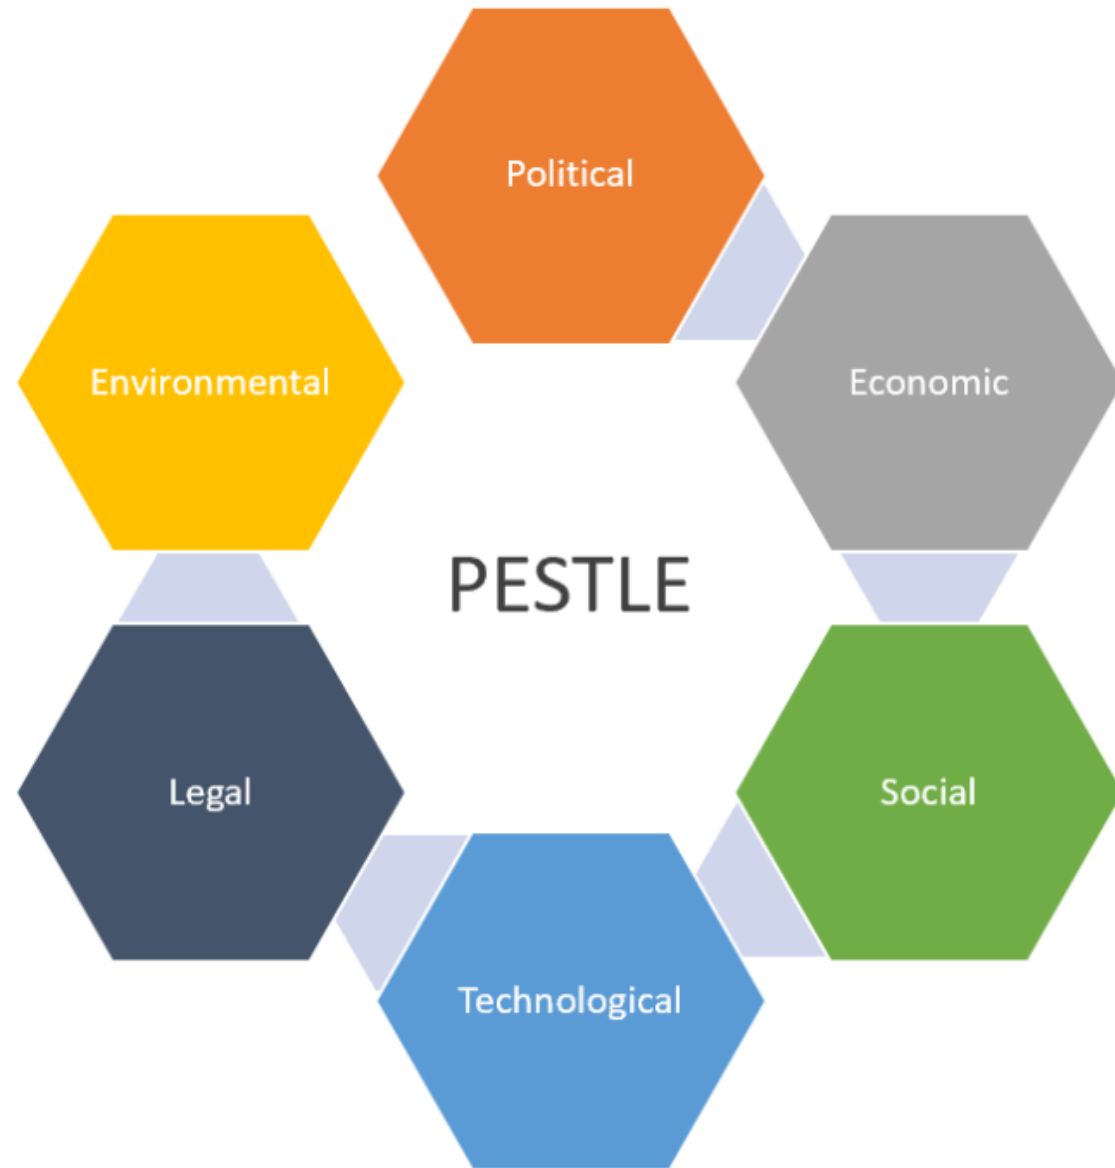 Political
Economic
Social
Technological
Legal
Environmental
PESTLE